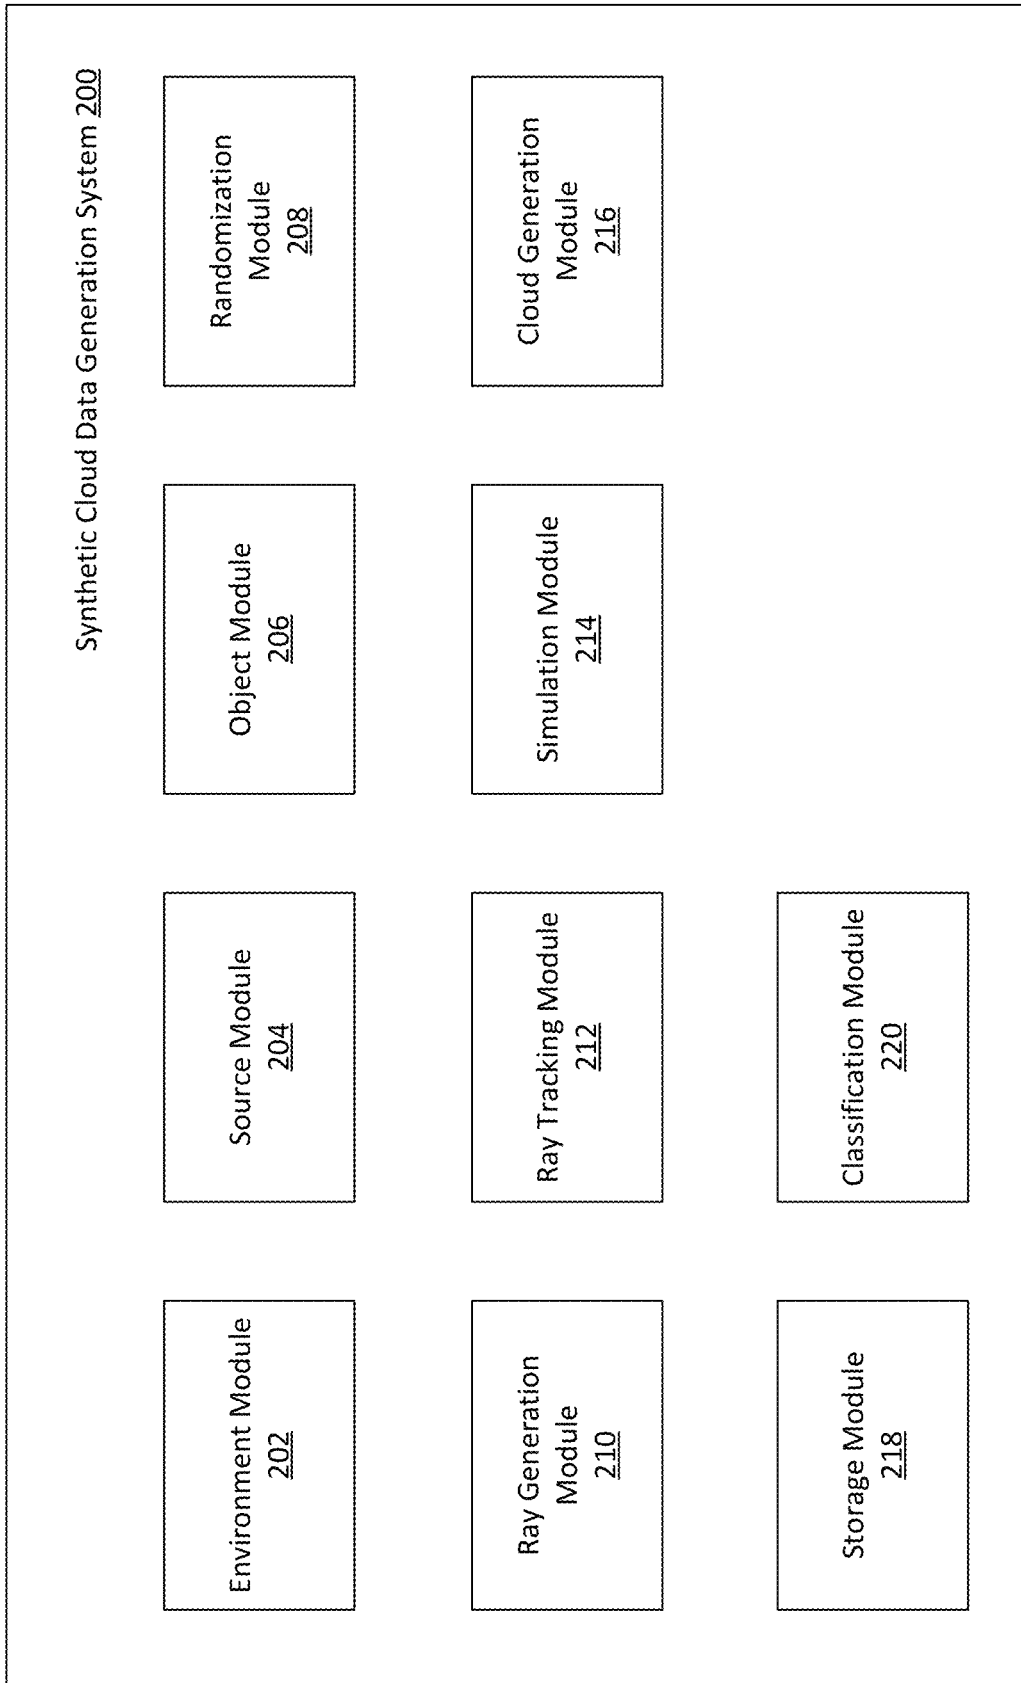 Synthetic Cloud Data Generation System 200
Environment Module
202
Source Module
204
Object Module
206
Randomization
Module
208
Ray Generation
Module
210
Ray Tracking Module
212
Simulation Module
214
Cloud Generation
Module
216
Storage Module
218
Classification Module
220